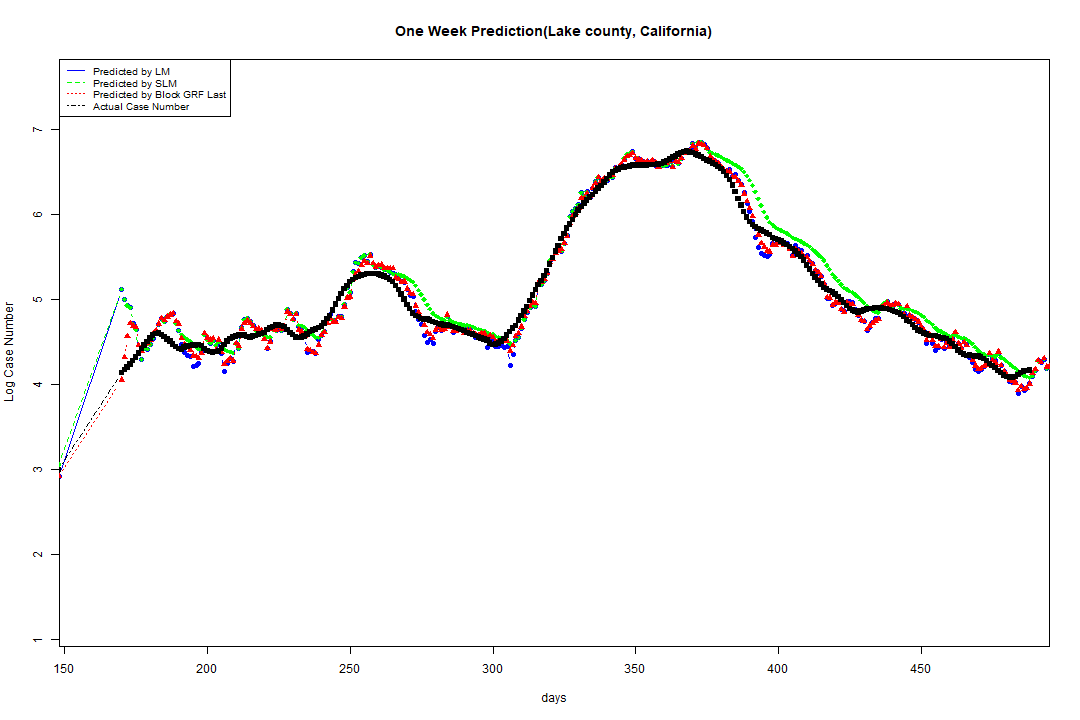 One Week Prediction(Lake county, California)
Predicted by LM
Predicted by SLM
Predicted by Block GRF Last
Actual Case Number
7
6
5
4
3
2
1
Log Case Number
150 200 250 300 350 400 450
days